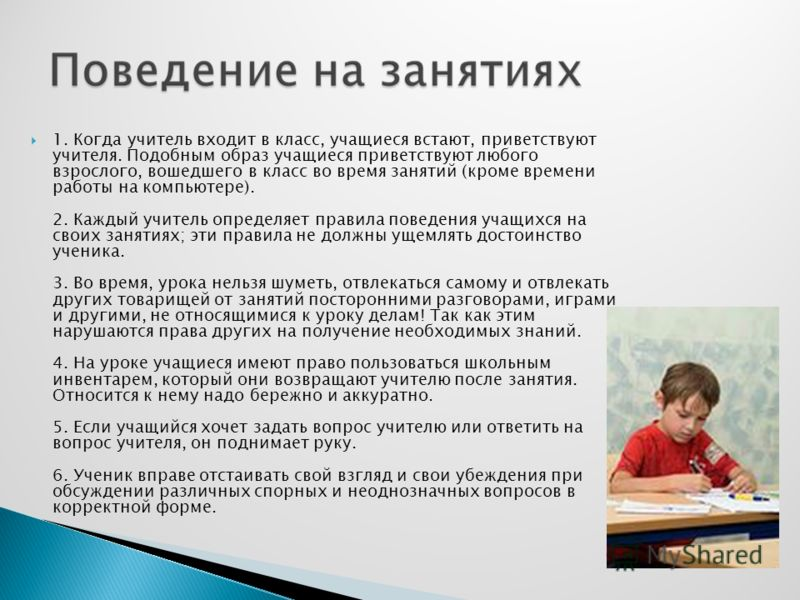 Поведение на занятиях
1. Когда учитель входит в класс, учащиеся встают, приветствуют
учителя. Подобным образ учащиеся приветствуют любого
взрослого, вошедшего в класс во время занятий (кроме времени
работы на компьютере).
2. Каждый учитель определяет правила поведения учащихся на
своих занятиях; эти правила не должны ущемлять достоинство
ученика.
3. Во время, урока нельзя шуметь, отвлекаться самому и отвлекать
других товарищей от занятий посторонними разговорами, играми
и другими, не относящимися к уроку делам! Так как этим
нарушаются права других на получение необходимых знаний.
4. На уроке учащиеся имеют право пользоваться школьным
инвентарем, который они возвращают учителю после занятия.
Относится к нему надо бережно и аккуратно.
5. Если учащийся хочет задать вопрос учителю или ответить на
вопрос учителя, он поднимает руку.
6. Ученик вправе отстаивать свой взгляд и свои убеждения при
обсуждении различных спорных и неоднозначных вопросов в
корректной форме.
MyShared